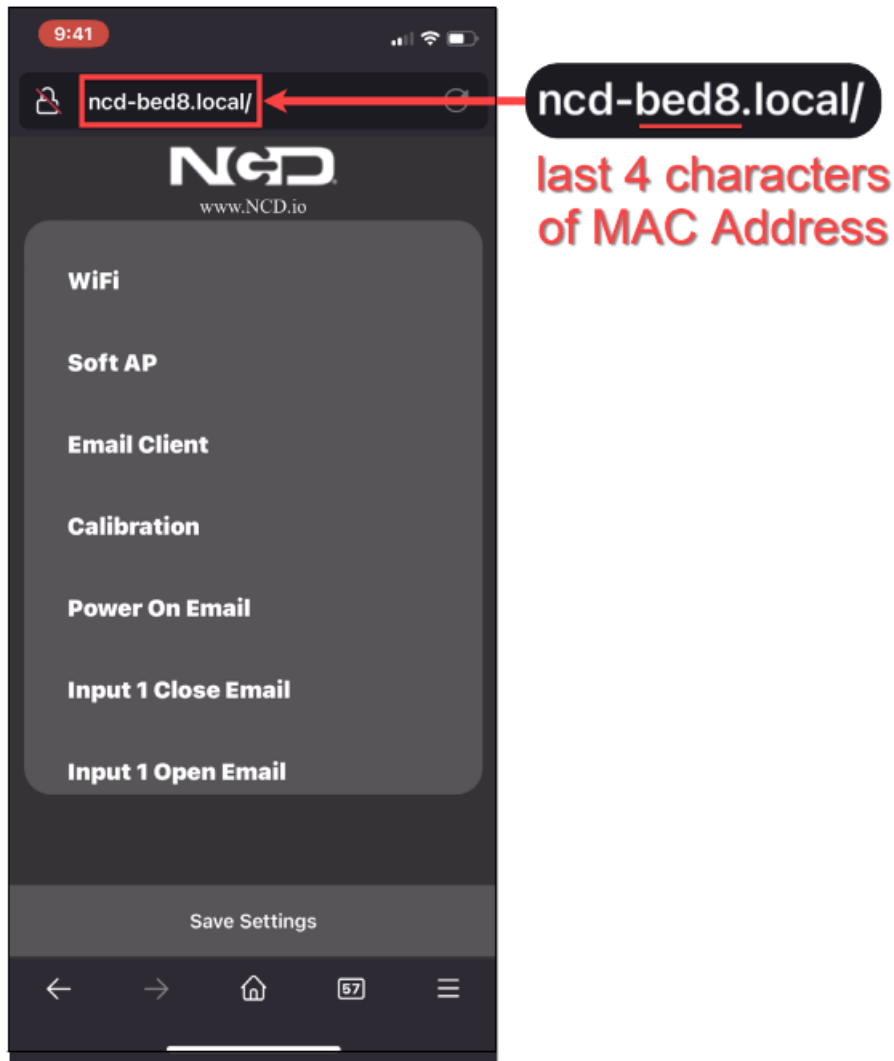 9:41
ncd-bed8.local/
ncd-bed8.local/
last 4 characters
of MAC Address
NCD.
www.NCD.io
WiFi
Soft AP
Email Client
Calibration
Power On Email
Input 1 Close Email
Input 1 Open Email
Save Settings
57